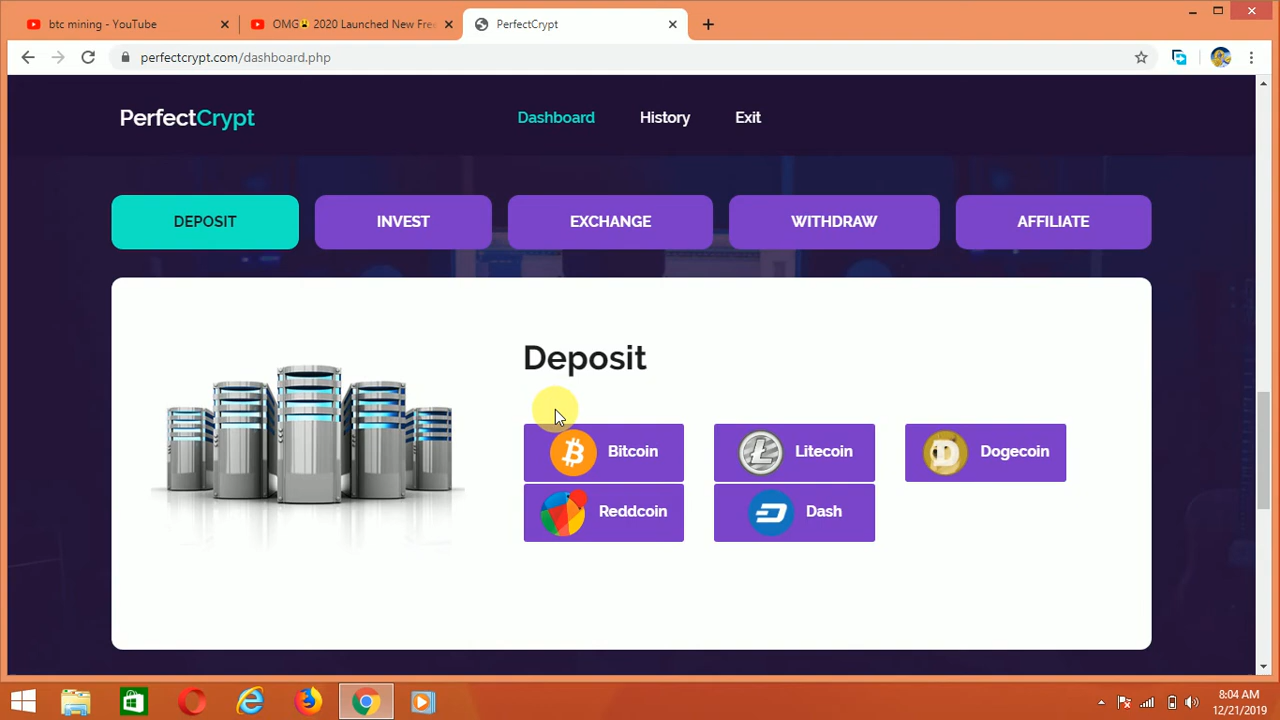 btc mining - YouTube
OMG😲 2020 Launched New Free
PerfectCrypt
perfectcrypt.com/dashboard.php
PerfectCrypt
Dashboard
History
Exit
DEPOSIT
INVEST
EXCHANGE
WITHDRAW
AFFILIATE
Deposit
Bitcoin
Litecoin
Dogecoin
Reddcoin
Dash
8:04 AM
12/21/2019